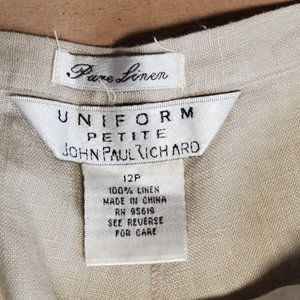 Pure Linen
UNIFORM
PETITE
JOHN PAUL RICHARD
12P
100% LINEN
MADE IN CHINA
RN 95619
SEE REVERSE
FOR CARE